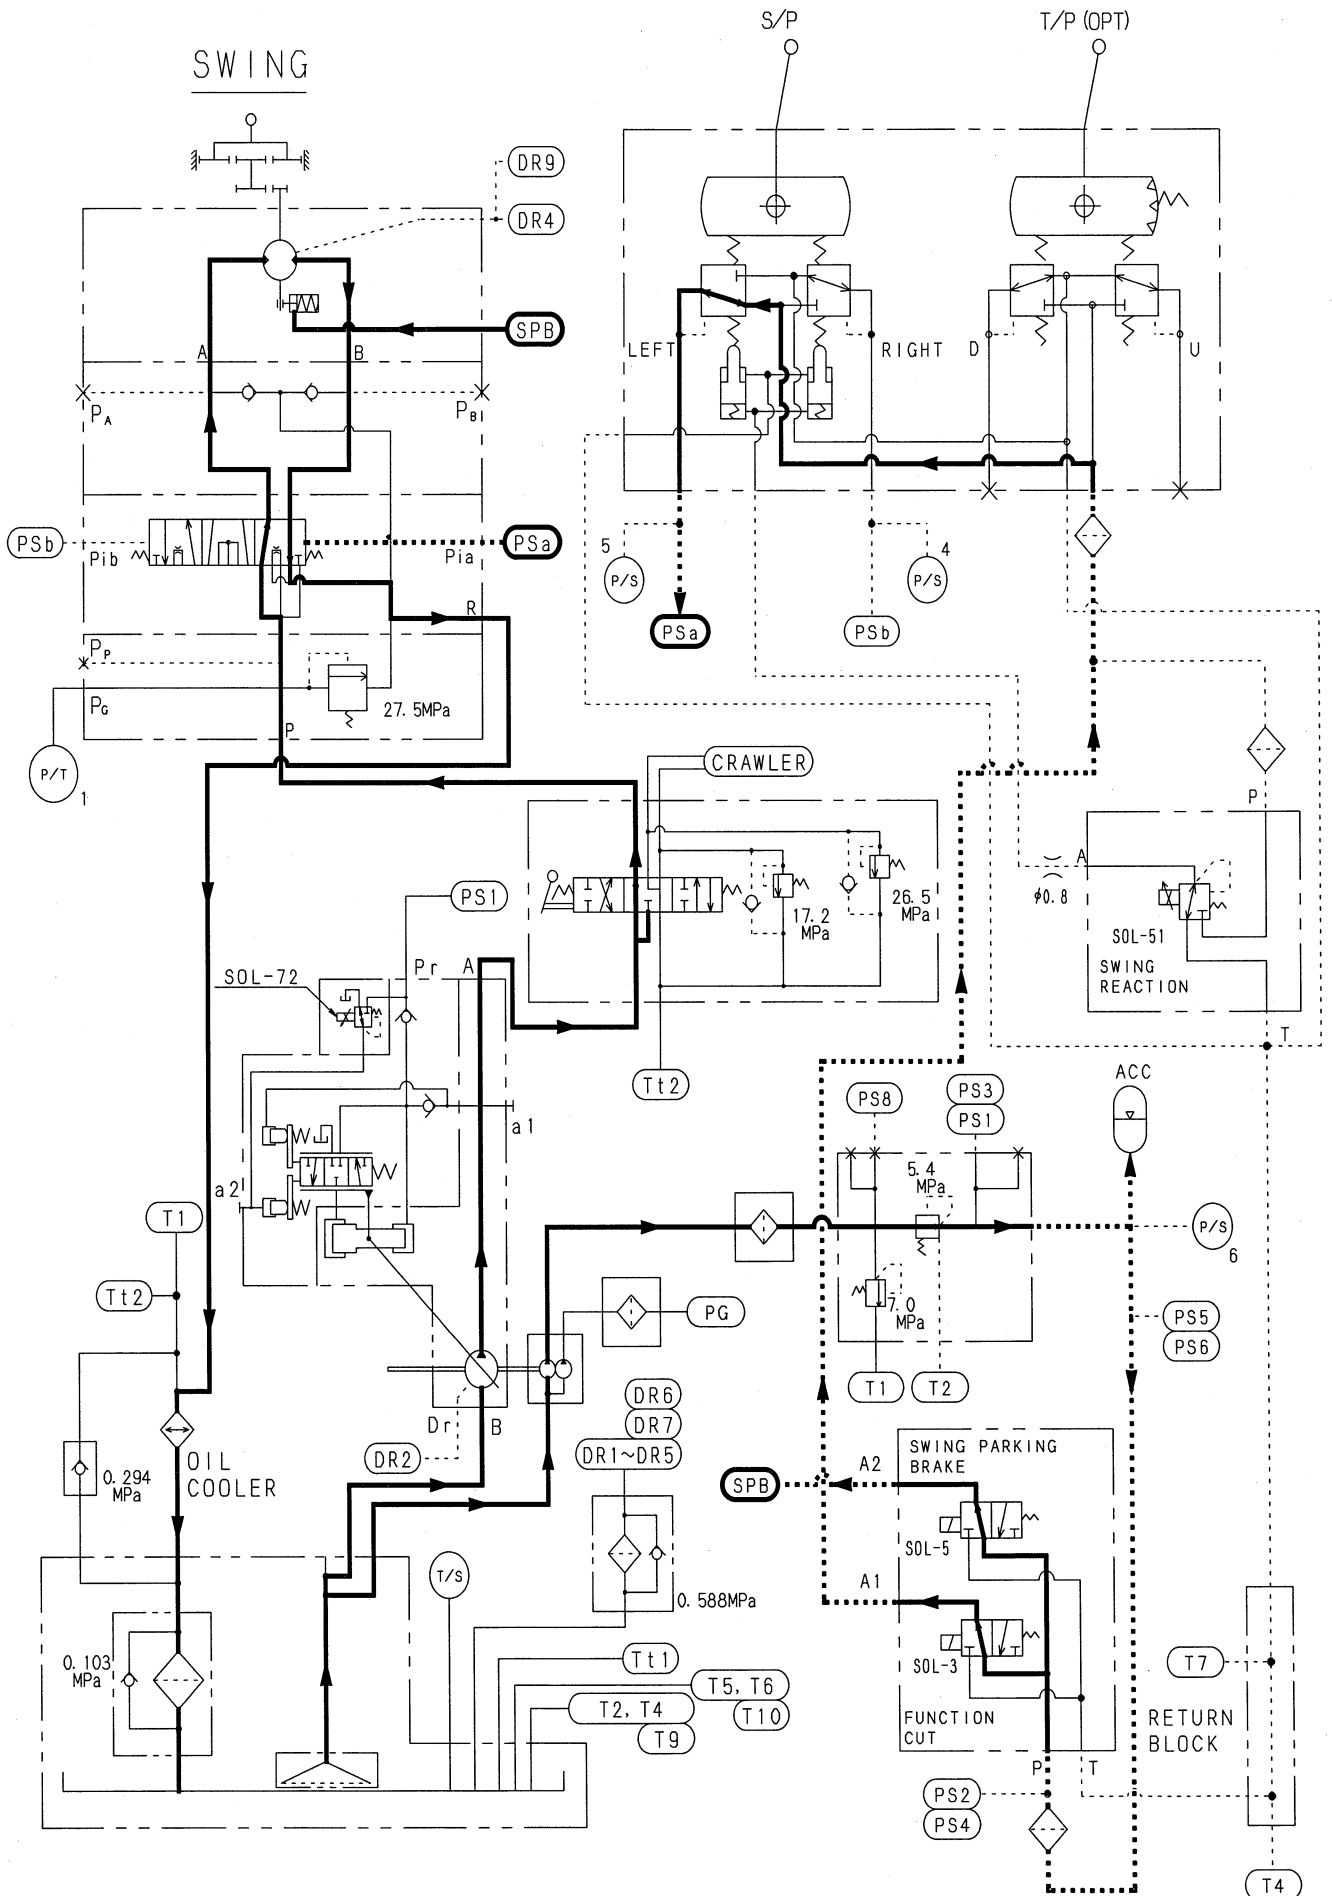 S/P
T/P (OPT)
SWING
DR9
DR4
SPB
A
B
LEFT
RIGHT
D
U
PA
PB
PSb
Pib
Pia
PSa
5
P/S
4
P/S
R
PSa
PSb
PP
PG
27.5MPa
P
P/T
1
CRAWLER
P
A
φ0.8
PS1
26.5
MPa
17.2
MPa
SOL-51
SWING
REACTION
Pr
A
SOL-72
T
Tt2
ACC
PS8
PS3
PS1
a1
a2
5.4
MPa
T1
P/S
6
Tt2
PG
7.0
MPa
PS5
PS6
T1
T2
DR6
DR7
DR1~DR5
Dr
B
DR2
OIL
COOLER
0.294
MPa
SWING PARKING
BRAKE
A2
SPB
SOL-5
T/S
A1
0.588MPa
SOL-3
0.103
MPa
Tt1
T5, T6
T10
T2, T4
T9
T7
FUNCTION
CUT
RETURN
BLOCK
P
T
PS2
PS4
T4